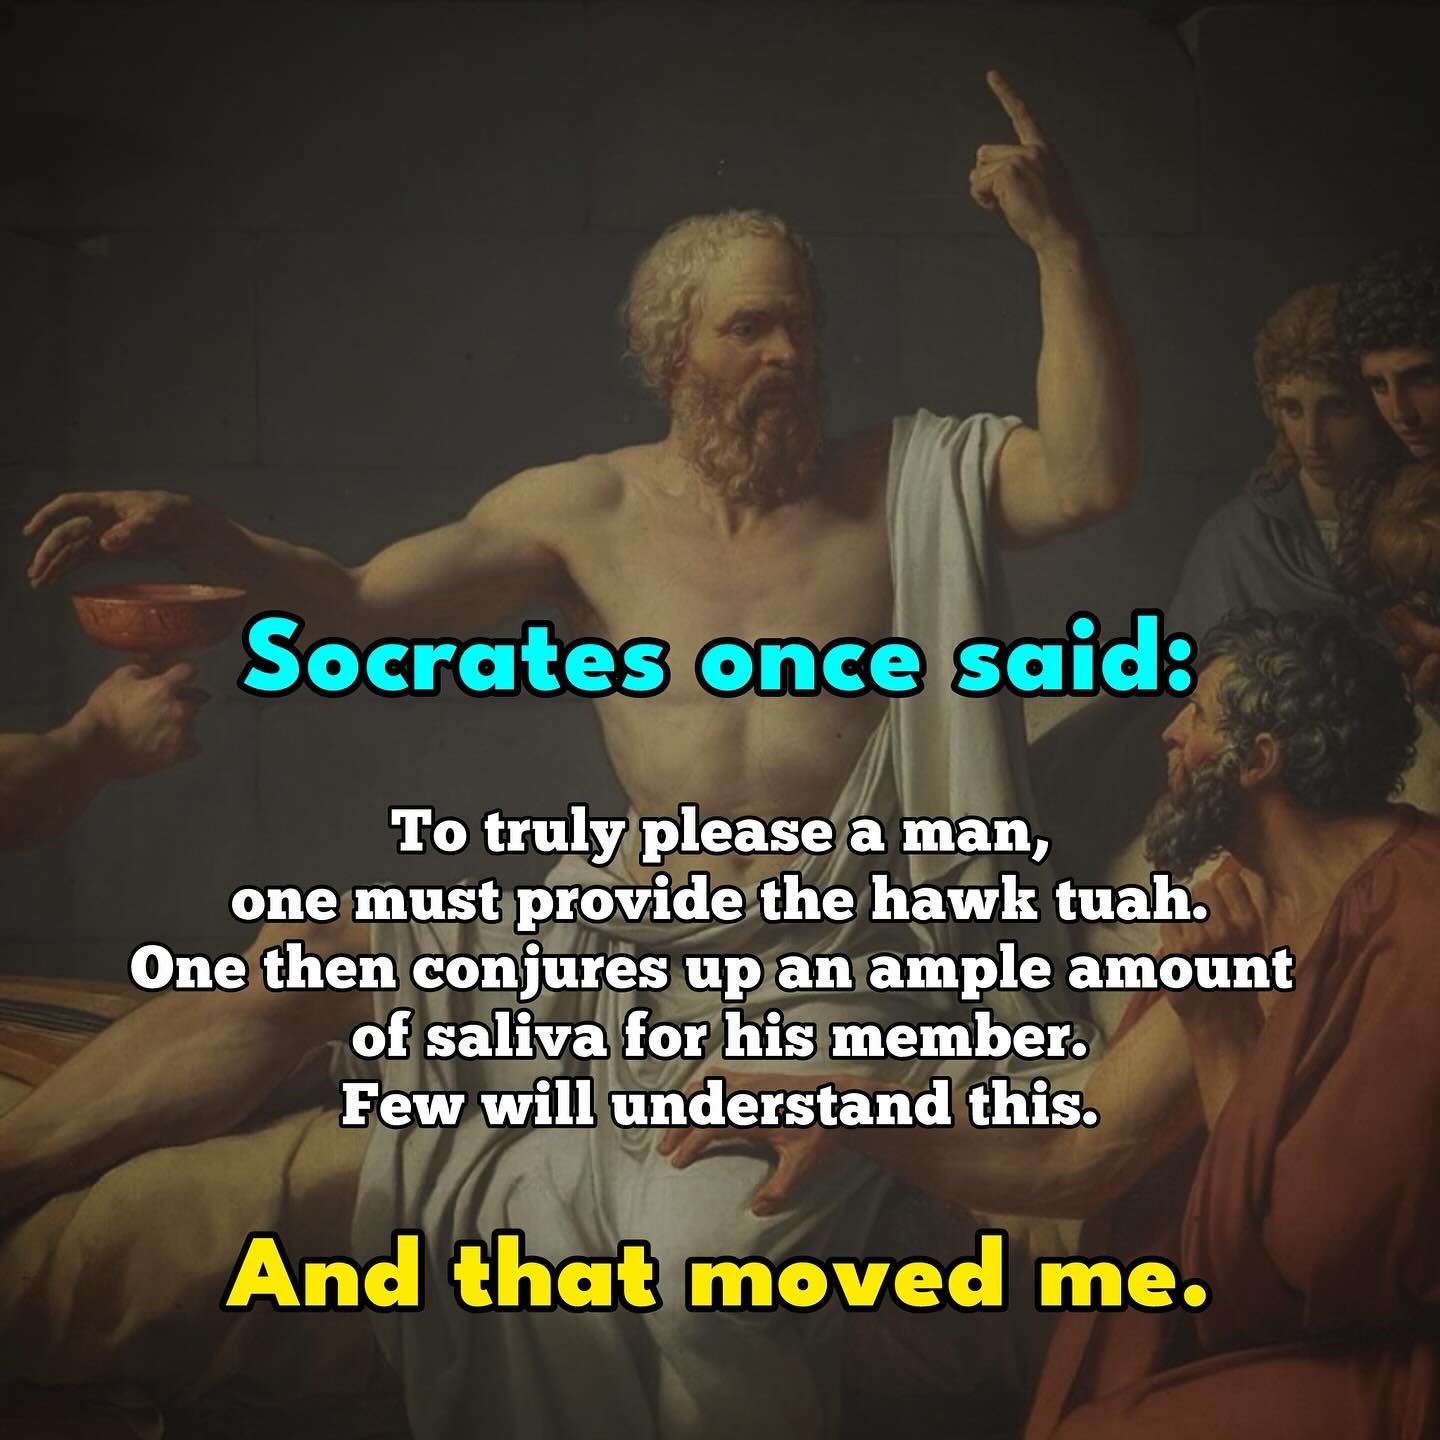 Socrates once said:
To truly please a man,
one must provide the hawk tuah.
One then conjures up an ample amount
of saliva for his member.
Few will understand this.
And that moved me.